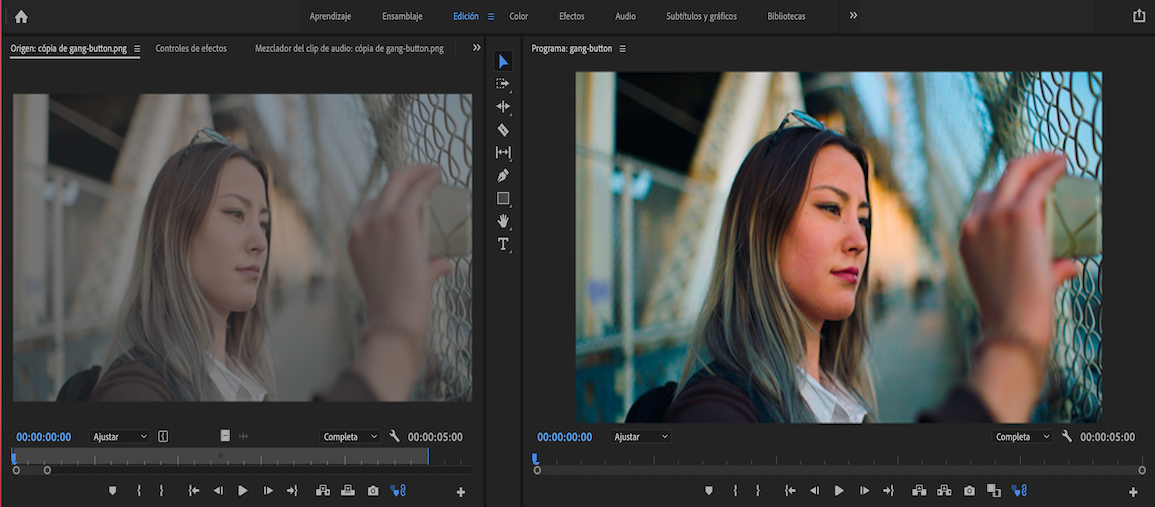 Aprendizaje Ensamblaje Edición Color Efectos Audio Subtítulos y gráficos Bibliotecas
Origen: cópia de gang-button.png Controles de efectos Mezclador del clip de audio: cópia de gang-button.png
Programa: gang-button
T
00:00:00:00 Ajustar Completa 00:00:05:00
00:00:00:00 Ajustar Completa 00:00:05:00